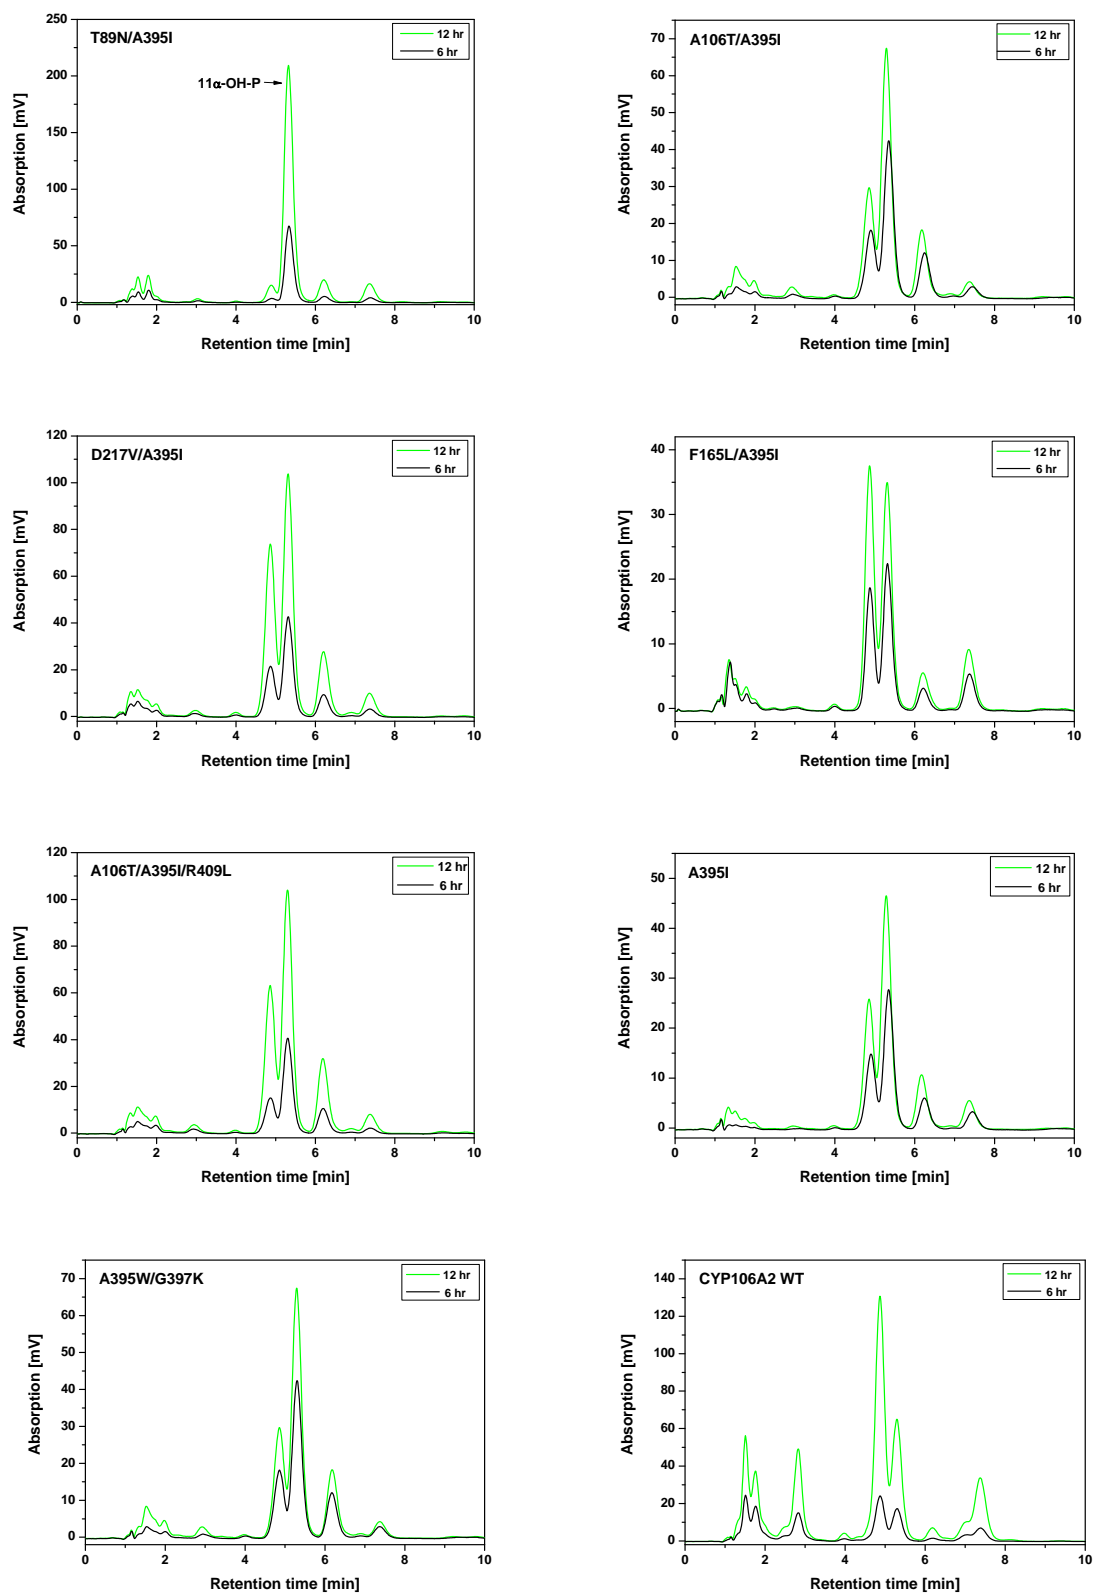 T89N/A395I
12 hr
6 hr
11α-OH-P
Absorption [mV]
250
200
150
100
50
0
0 2 4 6 8 10
Retention time [min]
A106T/A395I
12 hr
6 hr
Absorption [mV]
70
60
50
40
30
20
10
0
0 2 4 6 8 10
Retention time [min]
D217V/A395I
12 hr
6 hr
Absorption [mV]
120
100
80
60
40
20
0
0 2 4 6 8 10
Retention time [min]
F165L/A395I
12 hr
6 hr
Absorption [mV]
40
30
20
10
0
0 2 4 6 8 10
Retention time [min]
A106T/A395I/R409L
12 hr
6 hr
Absorption [mV]
120
100
80
60
40
20
0
0 2 4 6 8 10
Retention time [min]
A395I
12 hr
6 hr
Absorption [mV]
50
40
30
20
10
0
0 2 4 6 8 10
Retention time [min]
A395W/G397K
12 hr
6 hr
Absorption [mV]
70
60
50
40
30
20
10
0
0 2 4 6 8 10
Retention time [min]
CYP106A2 WT
12 hr
6 hr
Absorption [mV]
140
120
100
80
60
40
20
0
0 2 4 6 8 10
Retention time [min]